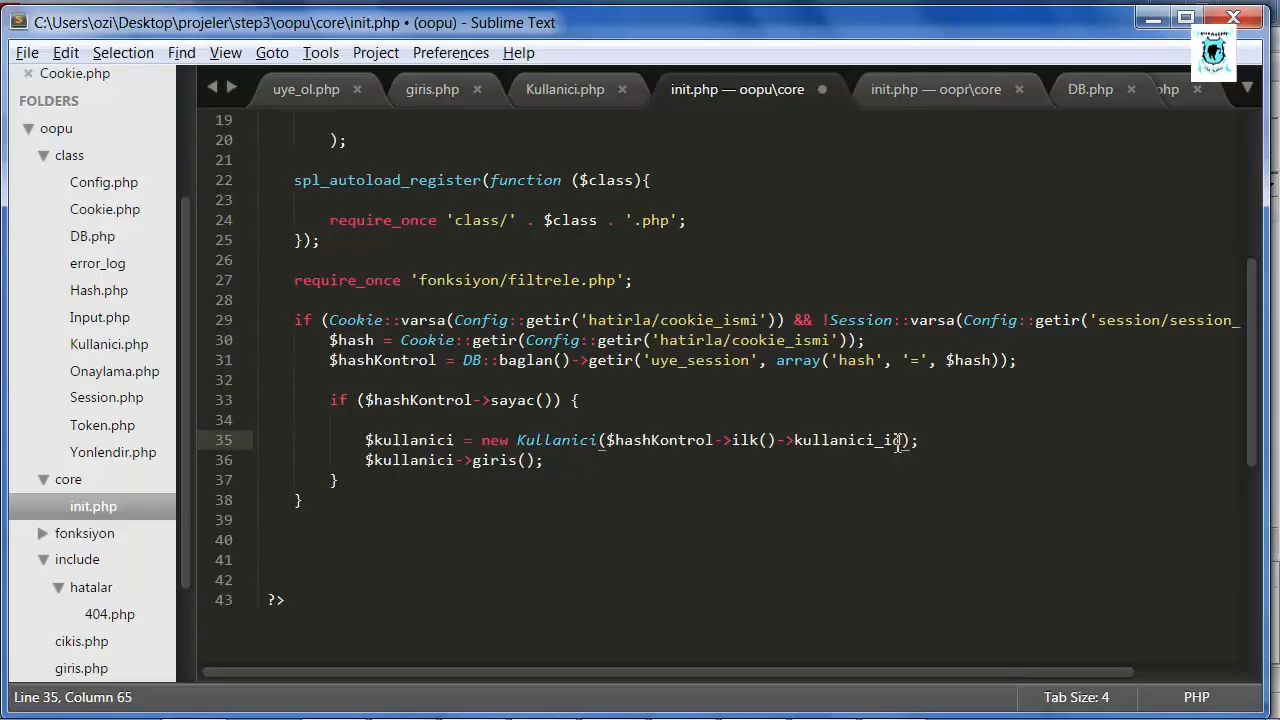 C:\Users\ozi\Desktop\projeler\step3\oopu\core\init.php • (oopu) - Sublime Text
File Edit Selection Find View Goto Tools Project Preferences Help
Cookie.php
FOLDERS
oopu
class
Config.php
Cookie.php
DB.php
error_log
Hash.php
Input.php
Kullanici.php
Onaylama.php
Session.php
Token.php
Yonlendir.php
core
init.php
fonksiyon
include
hatalar
404.php
cikis.php
giris.php
uye_ol.php giris.php Kullanici.php init.php — oopu\core init.php — oopr\core DB.php php
19
20 );
21
22 spl_autoload_register(function ($class){
23
24 require_once 'class/' . $class . '.php';
25 });
26
27 require_once 'fonksiyon/filtrele.php';
28
29 if (Cookie::varsa(Config::getir('hatirla/cookie_ismi')) && !Session::varsa(Config::getir('session/session_
30 $hash = Cookie::getir(Config::getir('hatirla/cookie_ismi'));
31 $hashKontrol = DB::baglan()->getir('uye_session', array('hash', '=', $hash));
32
33 if ($hashKontrol->sayac()) {
34
35 $kullanici = new Kullanici($hashKontrol->ilk()->kullanici_id);
36 $kullanici->giris();
37 }
38 }
39
40
41
42
43 ?>
Line 35, Column 65 Tab Size: 4 PHP